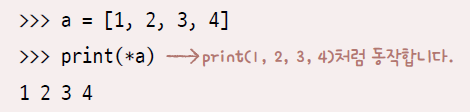 >>> a = [1, 2, 3, 4]
>>> print(*a) → print(1, 2, 3, 4)처럼 동작합니다.
1 2 3 4